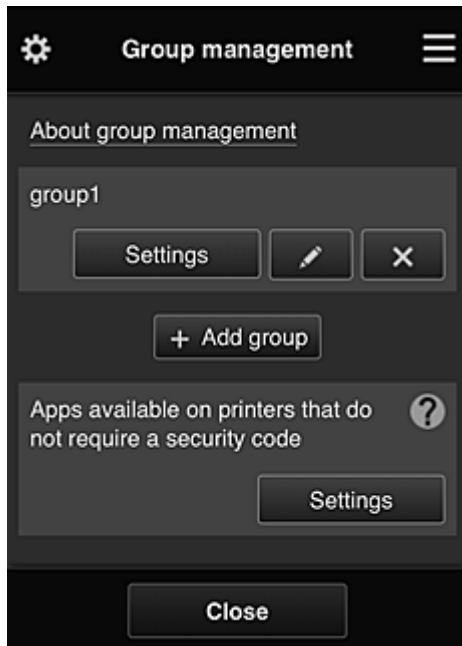 Group management
About group management
group1
Settings
+ Add group
Apps available on printers that do
not require a security code
?
Settings
Close